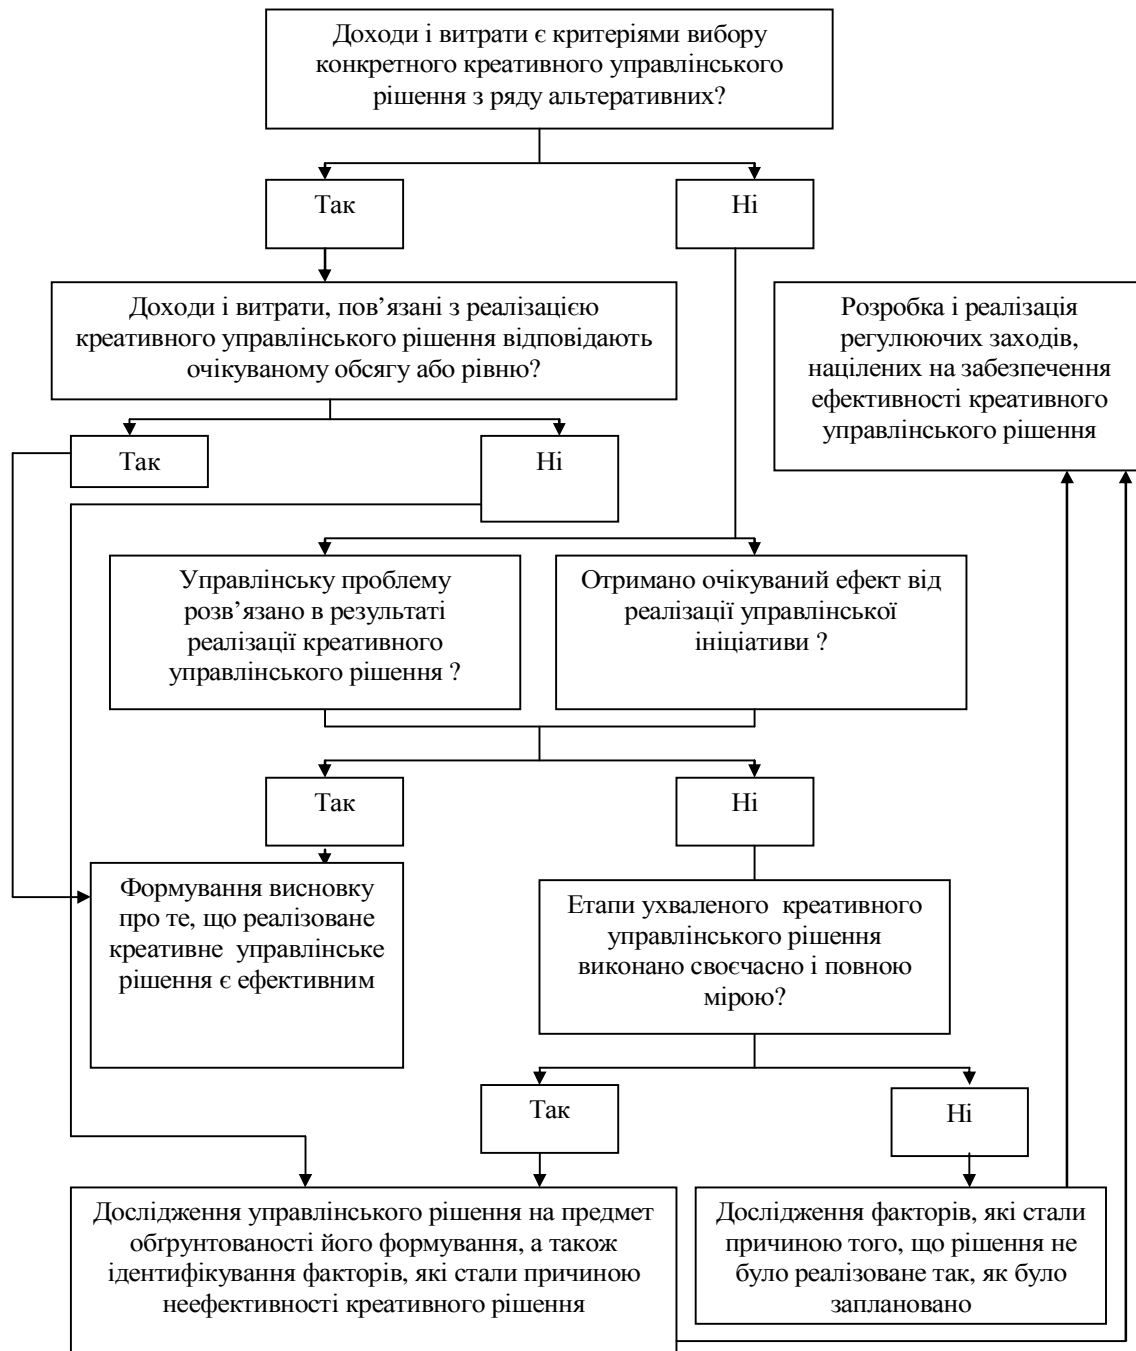 Доходи і витрати є критеріями вибору
конкретного креативного управлінського
рішення з ряду альтеративних?
Так
Ні
Доходи і витрати, пов’язані з реалізацією
креативного управлінського рішення відповідають
очікуваному обсягу або рівню?
Розробка і реалізація
регулюючих заходів,
націлених на забезпечення
ефективності креативного
управлінського рішення
Так
Ні
Управлінську проблему
розв’язано в результаті
реалізації креативного
управлінського рішення ?
Отримано очікуваний ефект від
реалізації управлінської
ініціативи ?
Так
Ні
Формування висновку
про те, що реалізоване
креативне управлінське
рішення є ефективним
Етапи ухваленого креативного
управлінського рішення
виконано своєчасно і повною
мірою?
Так
Ні
Дослідження управлінського рішення на предмет
обґрунтованості його формування, а також
ідентифікування факторів, які стали причиною
неефективності креативного рішення
Дослідження факторів, які стали
причиною того, що рішення не
було реалізоване так, як було
заплановано